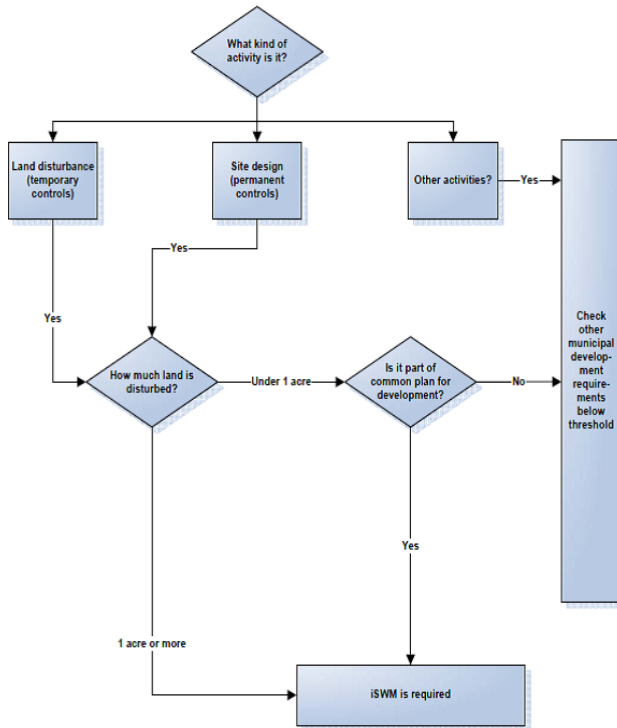 What kind of
activity is it?
Land disturbance
(temporary
controls)
Site design
(permanent
controls)
Other activities?
Yes
Yes
Yes
How much land is
disturbed?
Under 1 acre
Is it part of
common plan for
development?
No
Check
other
municipal
develop-
ment
require-
ments
below
threshold
Yes
1 acre or more
iSWM is required